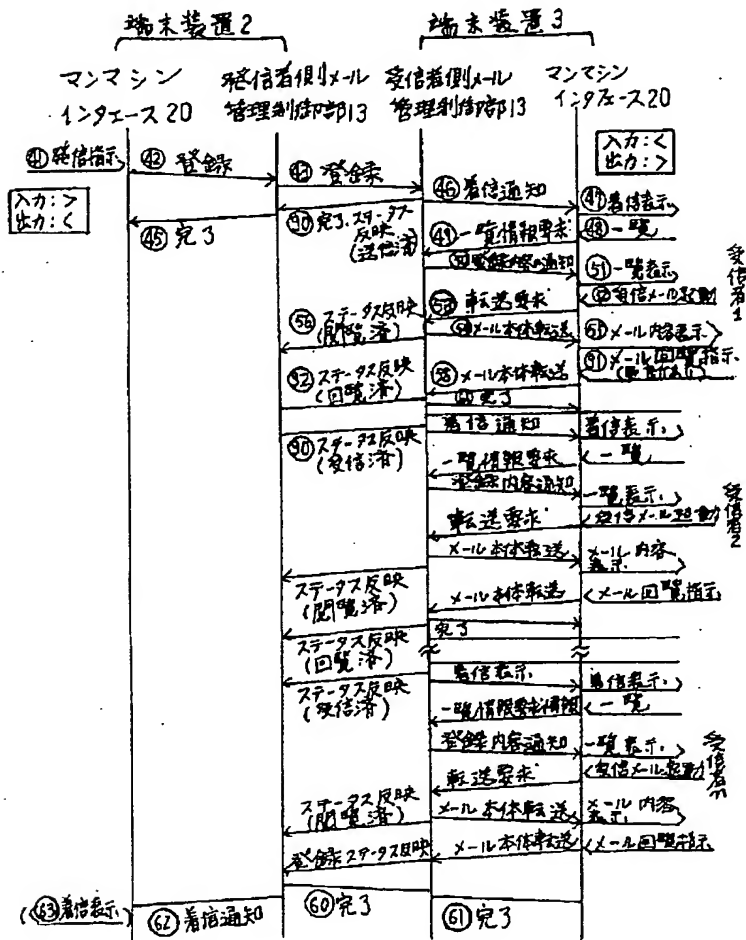 端末装置2
端末装置3
マンマシン
インタエース20
発信者側メール
管理制御部13
受信者側メール
管理制御部13
マンマシン
インタフェース20
㊶発信指示
㊷登録
㊸登録
入力:<
出力:>
入力:>
出力:<
㊻着信通知
㊼着信表示
㊺完了
完了、ステータス
反映
(送信済)
㊾一覧情報要求
㊽一覧
51一覧表示
受信メール起動
受信者1
転送要求
56ステータス反映
(閲覧済)
メール本体転送
メール内容表示
92ステータス反映
(回覧済)
58メール本体転送
91メール回覧指示
完了
着信通知
着信表示
90ステータス反映
(受信済)
一覧情報要求
一覧
登録内容通知
一覧表示
受信メール起動
受信者2
転送要求
メール本体転送
メール内容
表示
ステータス反映
(閲覧済)
メール本体転送
メール回覧指示
完了
ステータス反映
(回覧済)
着信表示
着信表示
ステータス反映
(受信済)
一覧情報要求情報
一覧
登録内容通知
一覧表示
受信メール起動
受信者n
転送要求
ステータス反映
(閲覧済)
メール本体転送
メール内容
表示
登録ステータス反映
メール本体転送
メール回覧指示
63着信表示
62着信通知
60完了
61完了